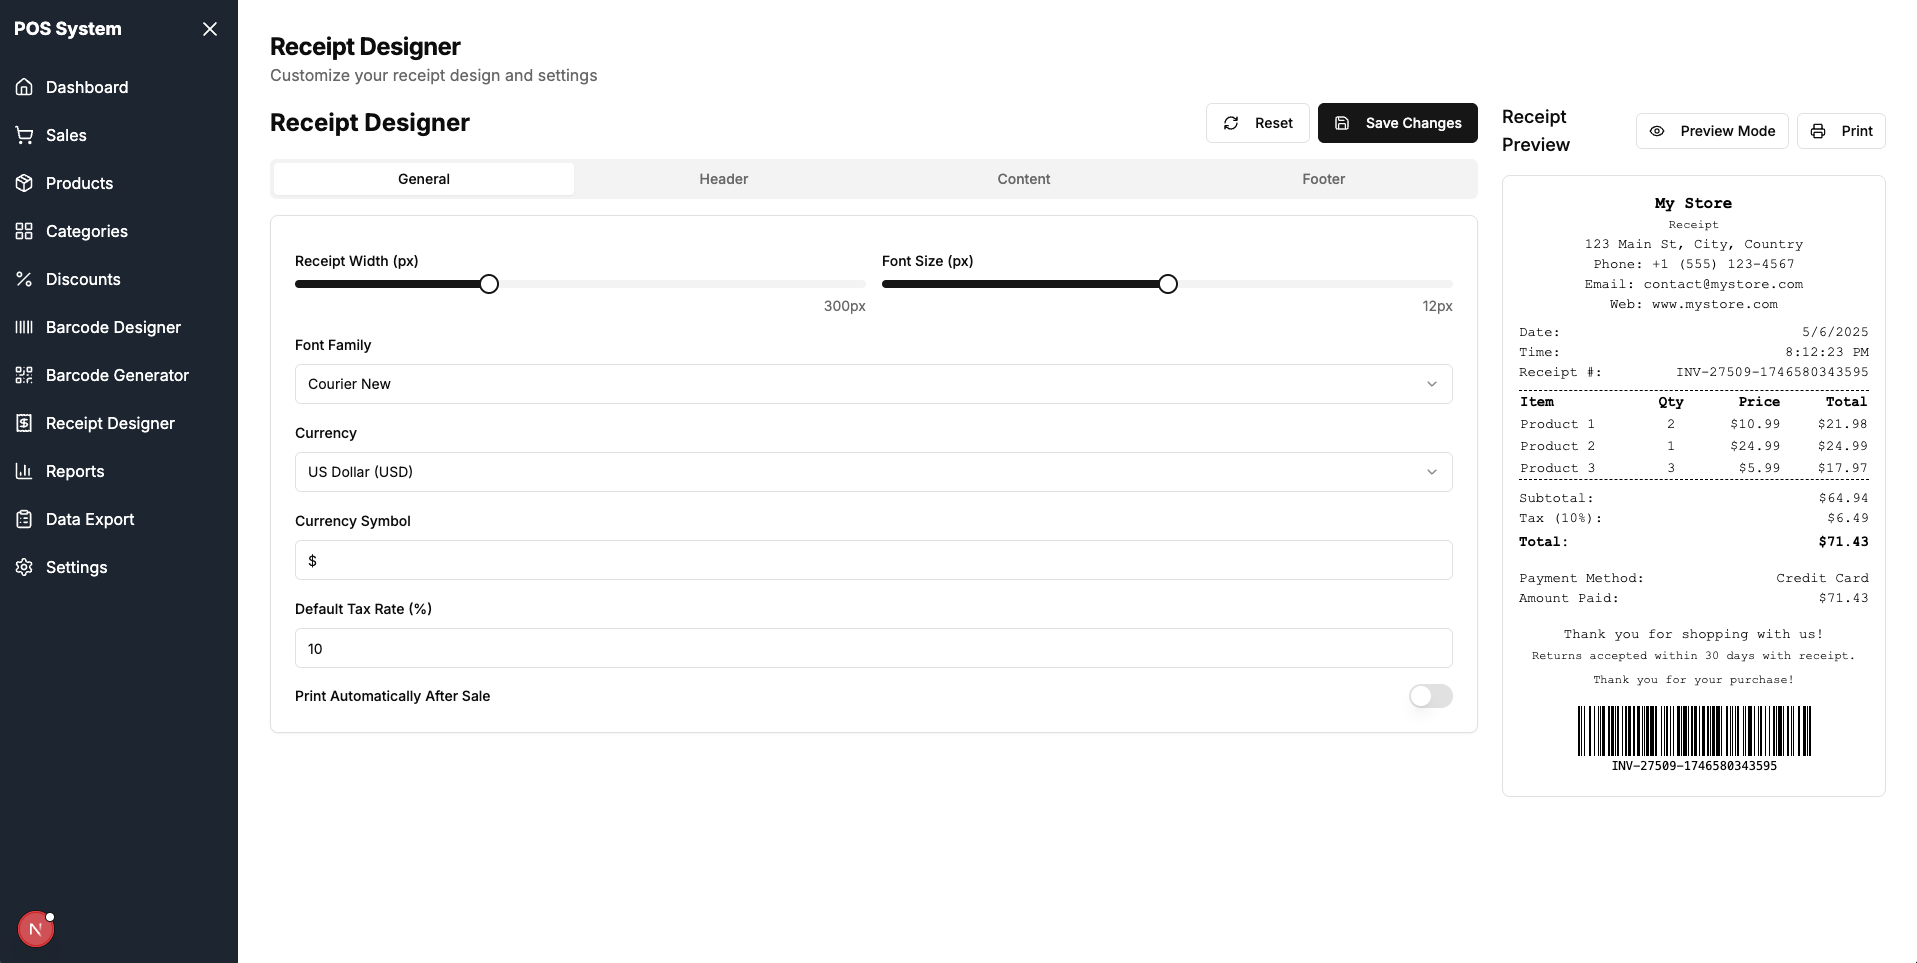 POS System
Dashboard
Sales
Products
Categories
Discounts
Barcode Designer
Barcode Generator
Receipt Designer
Reports
Data Export
Settings
N
Receipt Designer
Customize your receipt design and settings
Receipt Designer
Reset
Save Changes
General Header Content Footer
Receipt Width (px)
300px
Font Size (px)
12px
Font Family
Courier New
Currency
US Dollar (USD)
Currency Symbol
$
Default Tax Rate (%)
10
Print Automatically After Sale
Receipt
Preview
Preview Mode
Print
My Store
Receipt
123 Main St, City, Country
Phone: +1 (555) 123-4567
Email: contact@mystore.com
Web: www.mystore.com
Date: 5/6/2025
Time: 8:12:23 PM
Receipt #: INV-27509-1746580343595
Item Qty Price Total
Product 1 2 $10.99 $21.98
Product 2 1 $24.99 $24.99
Product 3 3 $5.99 $17.97
Subtotal: $64.94
Tax (10%): $6.49
Total: $71.43
Payment Method: Credit Card
Amount Paid: $71.43
Thank you for shopping with us!
Returns accepted within 30 days with receipt.
Thank you for your purchase!
INV-27509-1746580343595